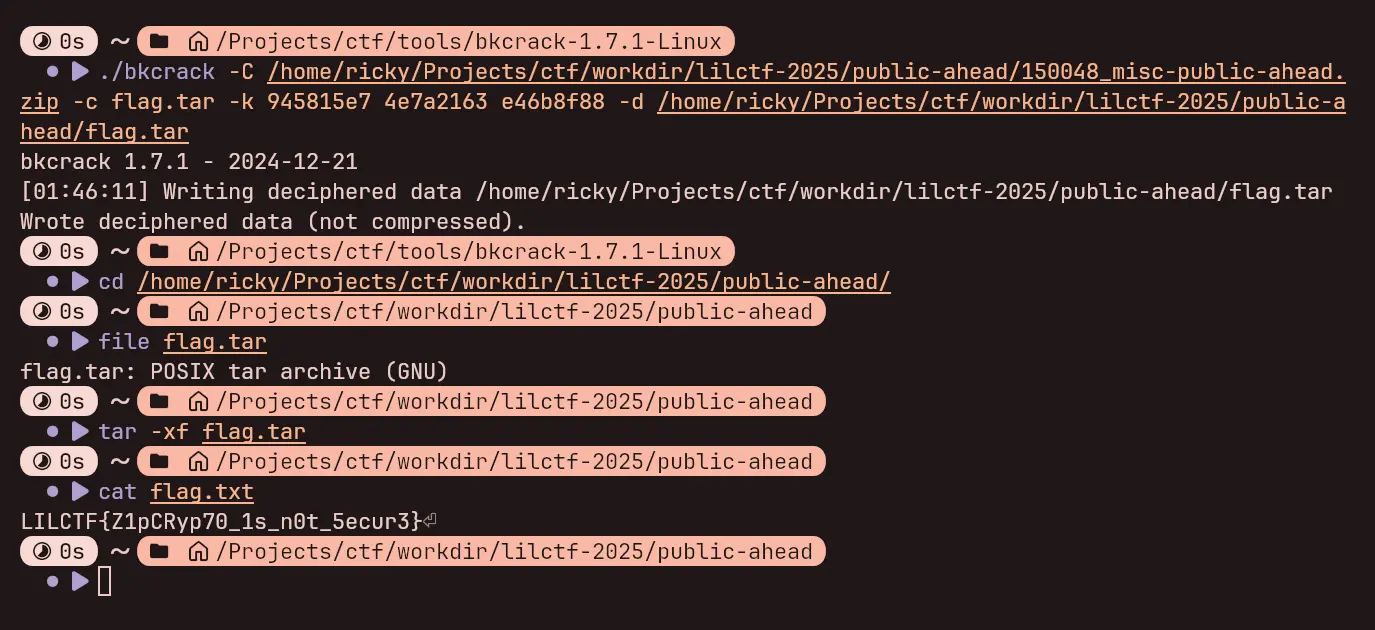 0s ~ /Projects/ctf/tools/bkcrack-1.7.1-Linux
./bkcrack -C /home/ricky/Projects/ctf/workdir/lilctf-2025/public-ahead/150048_misc-public-ahead.
zip -c flag.tar -k 945815e7 4e7a2163 e46b8f88 -d /home/ricky/Projects/ctf/workdir/lilctf-2025/public-a
head/flag.tar
bkcrack 1.7.1 - 2024-12-21
[01:46:11] Writing deciphered data /home/ricky/Projects/ctf/workdir/lilctf-2025/public-ahead/flag.tar
Wrote deciphered data (not compressed).
0s ~ /Projects/ctf/tools/bkcrack-1.7.1-Linux
cd /home/ricky/Projects/ctf/workdir/lilctf-2025/public-ahead/
0s ~ /Projects/ctf/workdir/lilctf-2025/public-ahead
file flag.tar
flag.tar: POSIX tar archive (GNU)
0s ~ /Projects/ctf/workdir/lilctf-2025/public-ahead
tar -xf flag.tar
0s ~ /Projects/ctf/workdir/lilctf-2025/public-ahead
cat flag.txt
LILCTF{Z1pCRyp70_1s_n0t_5ecur3}⏎
0s ~ /Projects/ctf/workdir/lilctf-2025/public-ahead